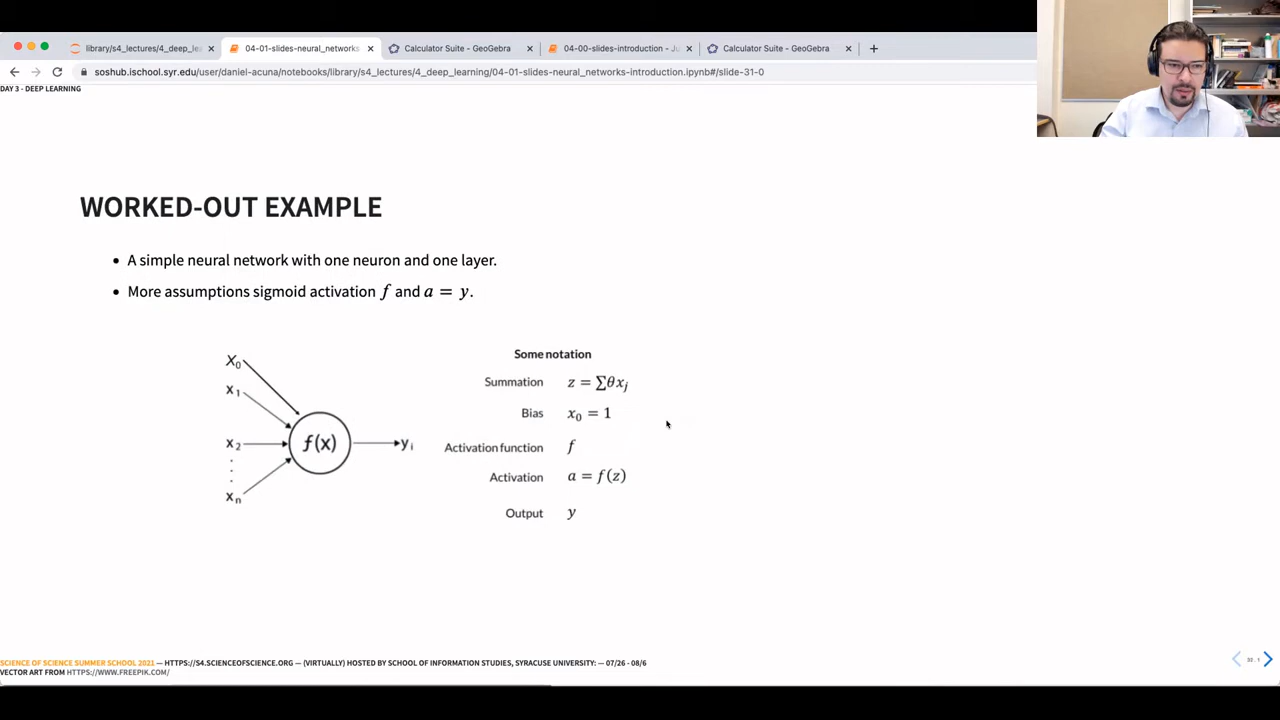 library/s4_lectures/4_deep_le
04-01-slides-neural_networks
Calculator Suite - GeoGebra
04-00-slides-introduction - Ju
Calculator Suite - GeoGebra
soshub.ischool.syr.edu/user/daniel-acuna/notebooks/library/s4_lectures/4_deep_learning/04-01-slides-neural_networks-introduction.ipynb#/slide-31-0
DAY 3 - DEEP LEARNING
WORKED-OUT EXAMPLE
• A simple neural network with one neuron and one layer.
• More assumptions sigmoid activation f and a = y.
X₀
x₁
x₂
xₙ
f(x)
yᵢ
Some notation
Summation z = ∑θxⱼ
Bias x₀ = 1
Activation function f
Activation a = f(z)
Output y
SCIENCE OF SCIENCE SUMMER SCHOOL 2021 — HTTPS://S4.SCIENCEOFSCIENCE.ORG — (VIRTUALLY) HOSTED BY SCHOOL OF INFORMATION STUDIES, SYRACUSE UNIVERSITY: — 07/26 - 08/6
VECTOR ART FROM HTTPS://WWW.FREEPIK.COM/